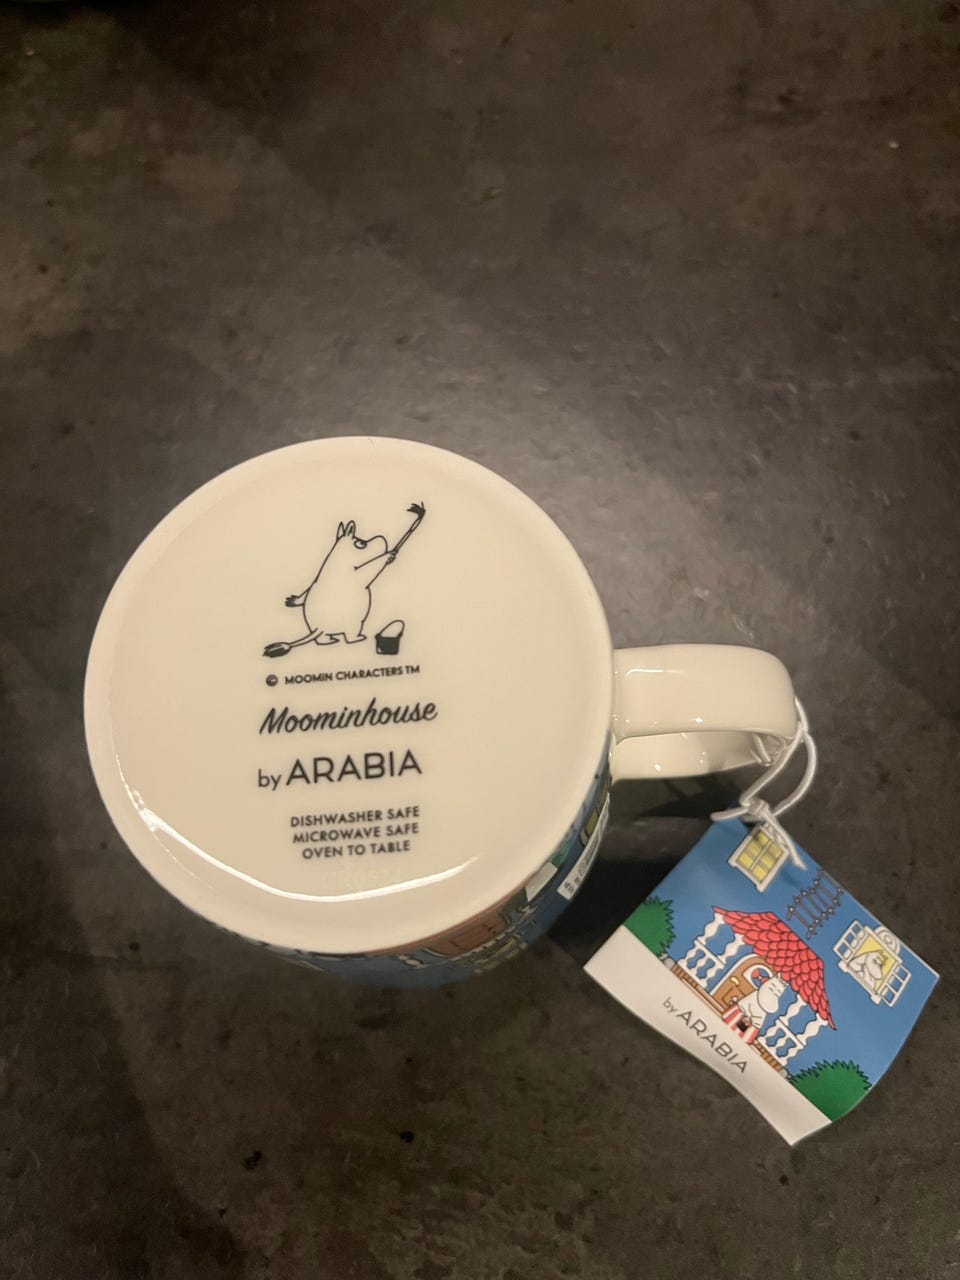 © MOOMIN CHARACTERS TM
Moominhouse
by ARABIA
DISHWASHER SAFE
MICROWAVE SAFE
OVEN TO TABLE
by ARABIA